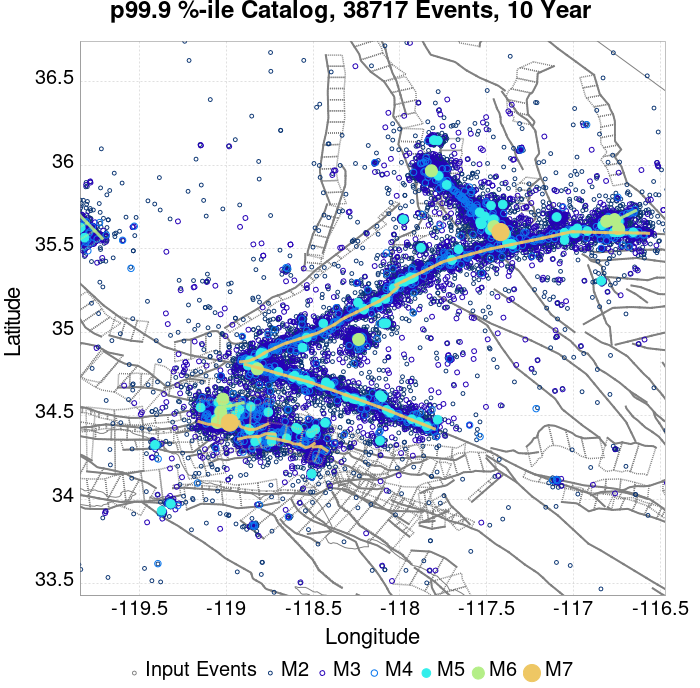 p99.9 %-ile Catalog, 38717 Events, 10 Year
36.5
36
35.5
35
34.5
34
33.5
Latitude
-119.5 -119 -118.5 -118 -117.5 -117 -116.5
Longitude
Input Events M2 M3 M4 M5 M6 M7